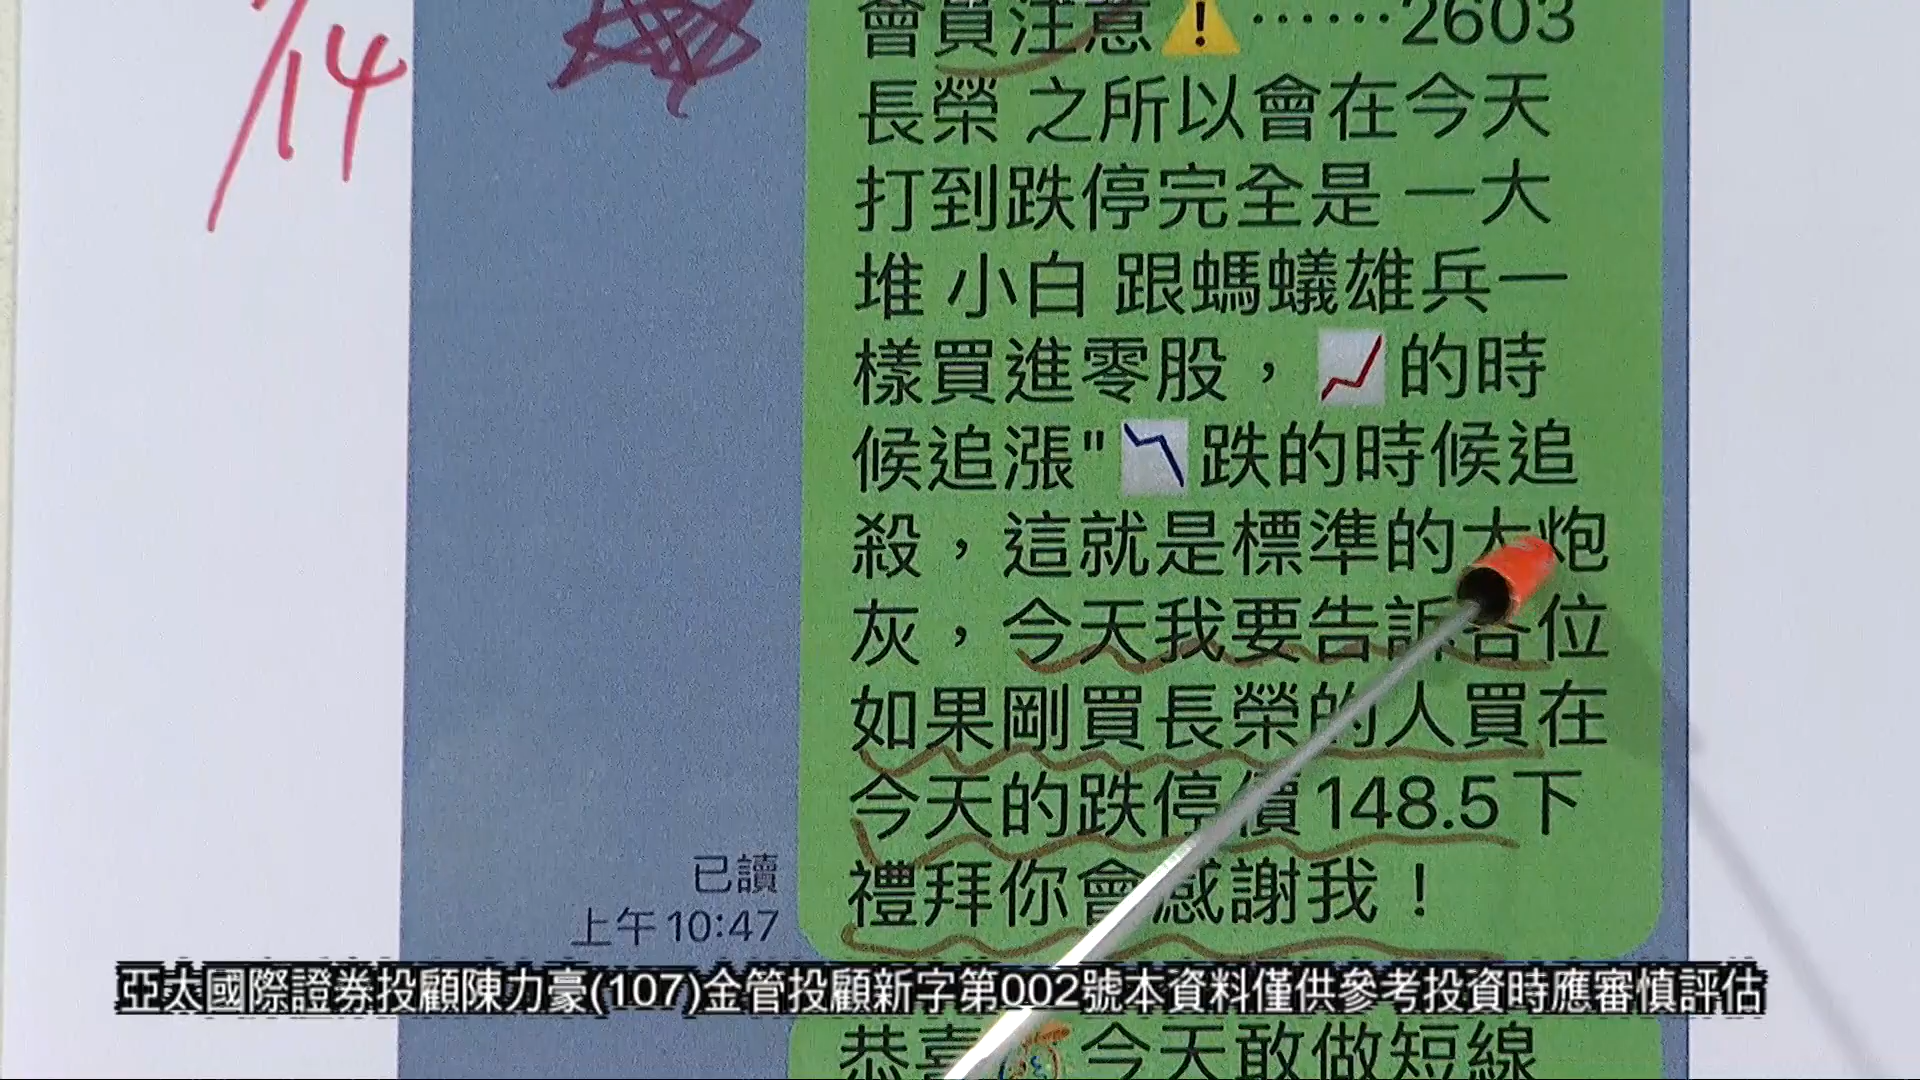 /14
會員注意⚠️……2603
長榮 之所以會在今天
打到跌停完全是 一大
堆 小白 跟螞蟻雄兵一
樣買進零股，📈的時
候追漲"📉跌的時候追
殺，這就是標準的大炮
灰，今天我要告訴各位
如果剛買長榮的人買在
今天的跌停價148.5下
禮拜你會感謝我！
已讀
上午10:47
亞太國際證券投顧陳力豪(107)金管投顧新字第002號本資料僅供參考投資時應審慎評估
恭喜 今天敢做短線